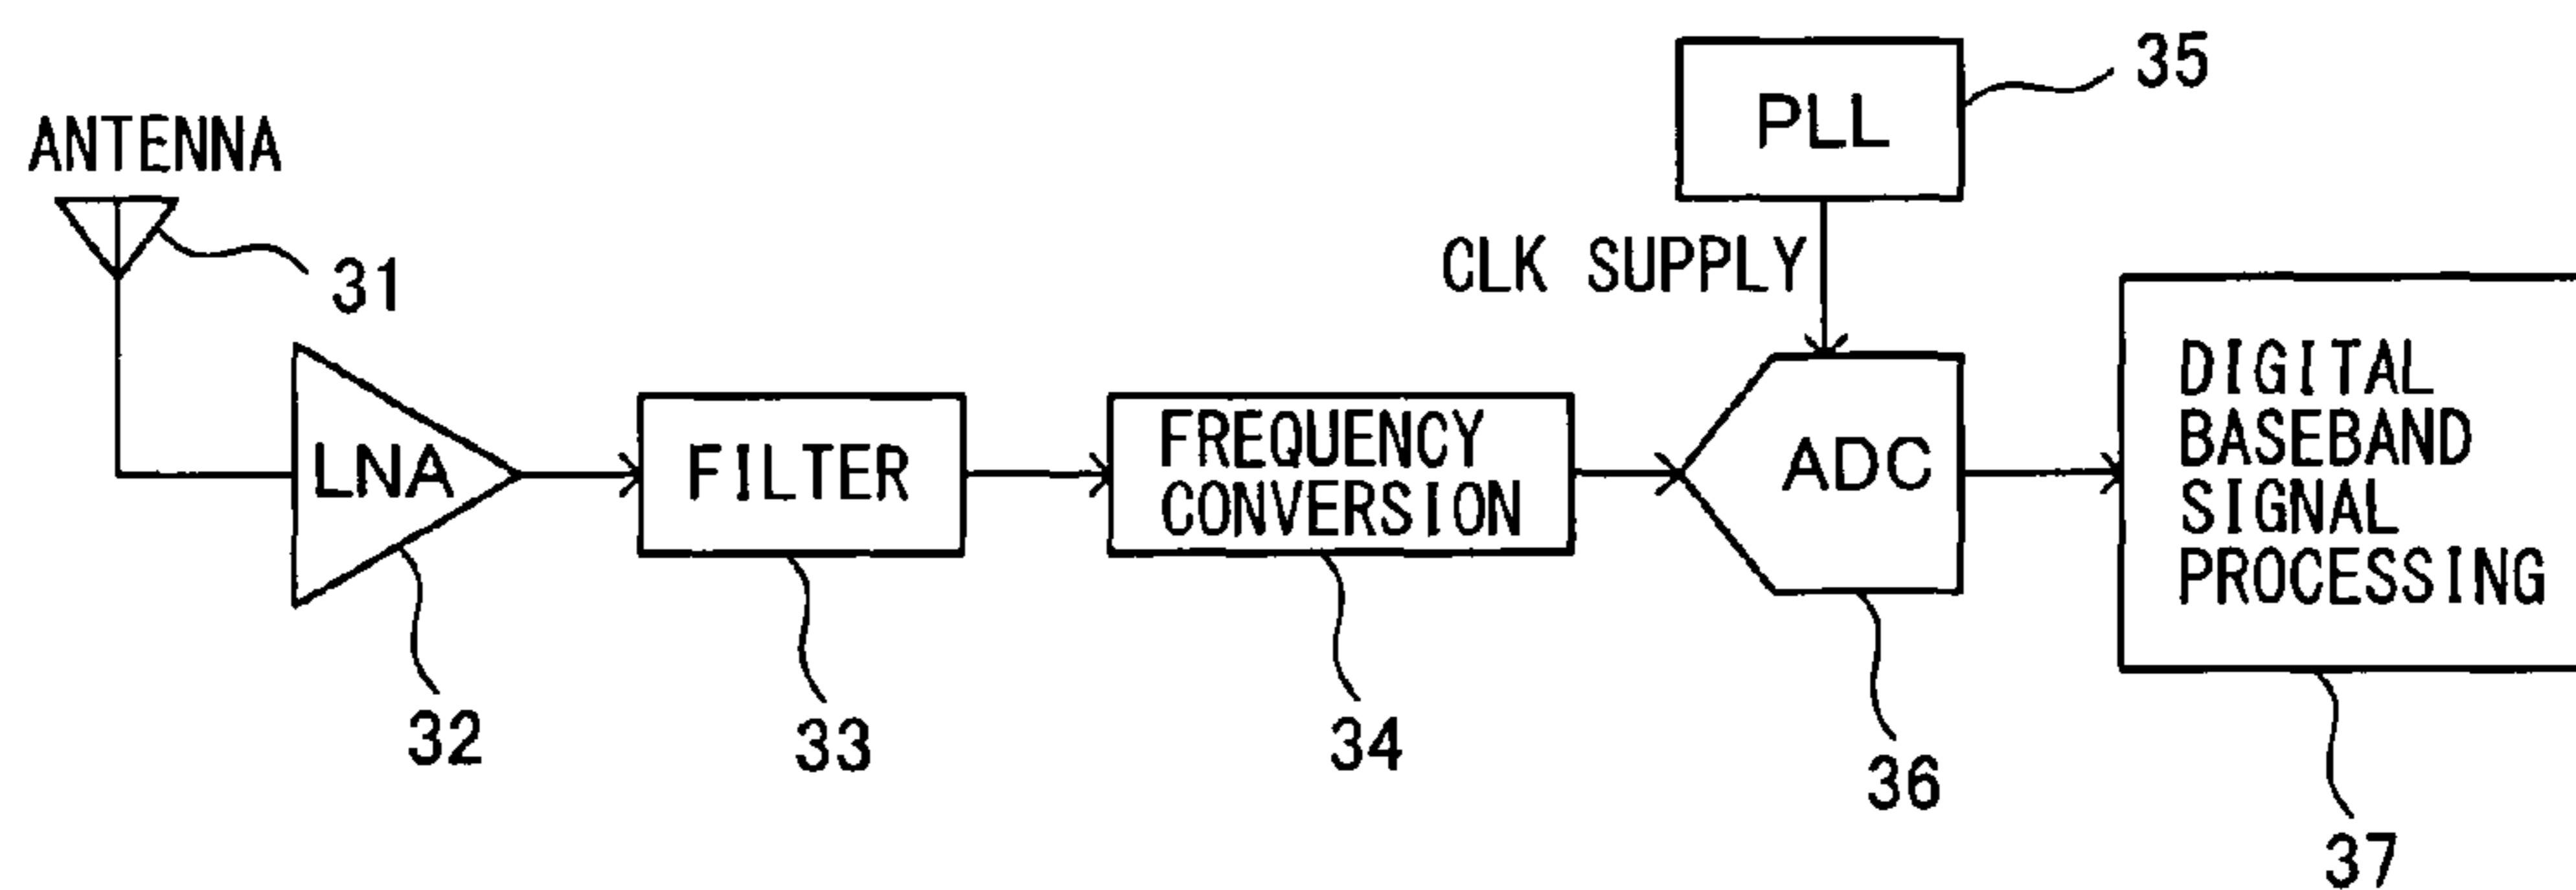 35
PLL
ANTENNA
31
CLK SUPPLY
LNA
FILTER
FREQUENCY
CONVERSION
ADC
DIGITAL
BASEBAND
SIGNAL
PROCESSING
32
33
34
36
37